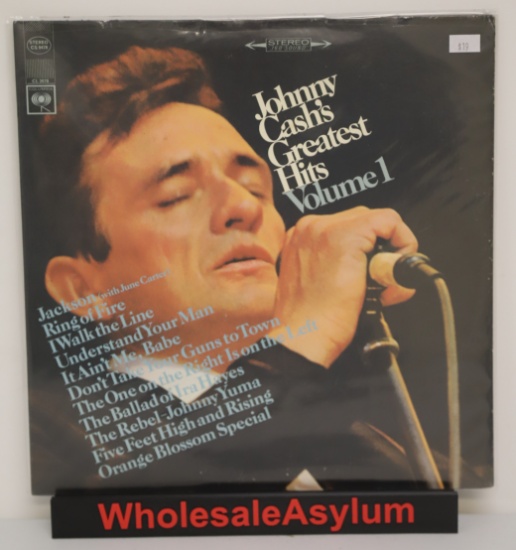 STEREO
Johnny
Cash's
Greatest
Hits
Volume 1
Jackson (with June Carter)
Ring of Fire
I Walk the Line
Understand Your Man
It Ain't Me, Babe
Don't Take Your Guns to Town
The One on the Right Is on the Left
The Ballad of Ira Hayes
The Rebel-Johnny Yuma
Five Feet High and Rising
Orange Blossom Special
WholesaleAsylum